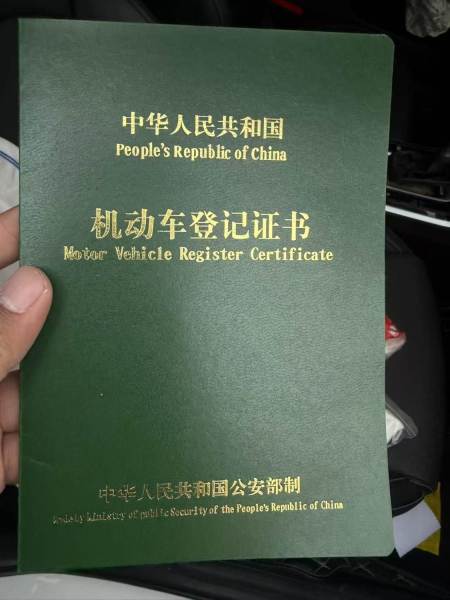 中华人民共和国
People's Republic of China
机动车登记证书
Motor Vehicle Register Certificate
中华人民共和国公安部制
Made by Ministry of public Security of the People's Republic of China